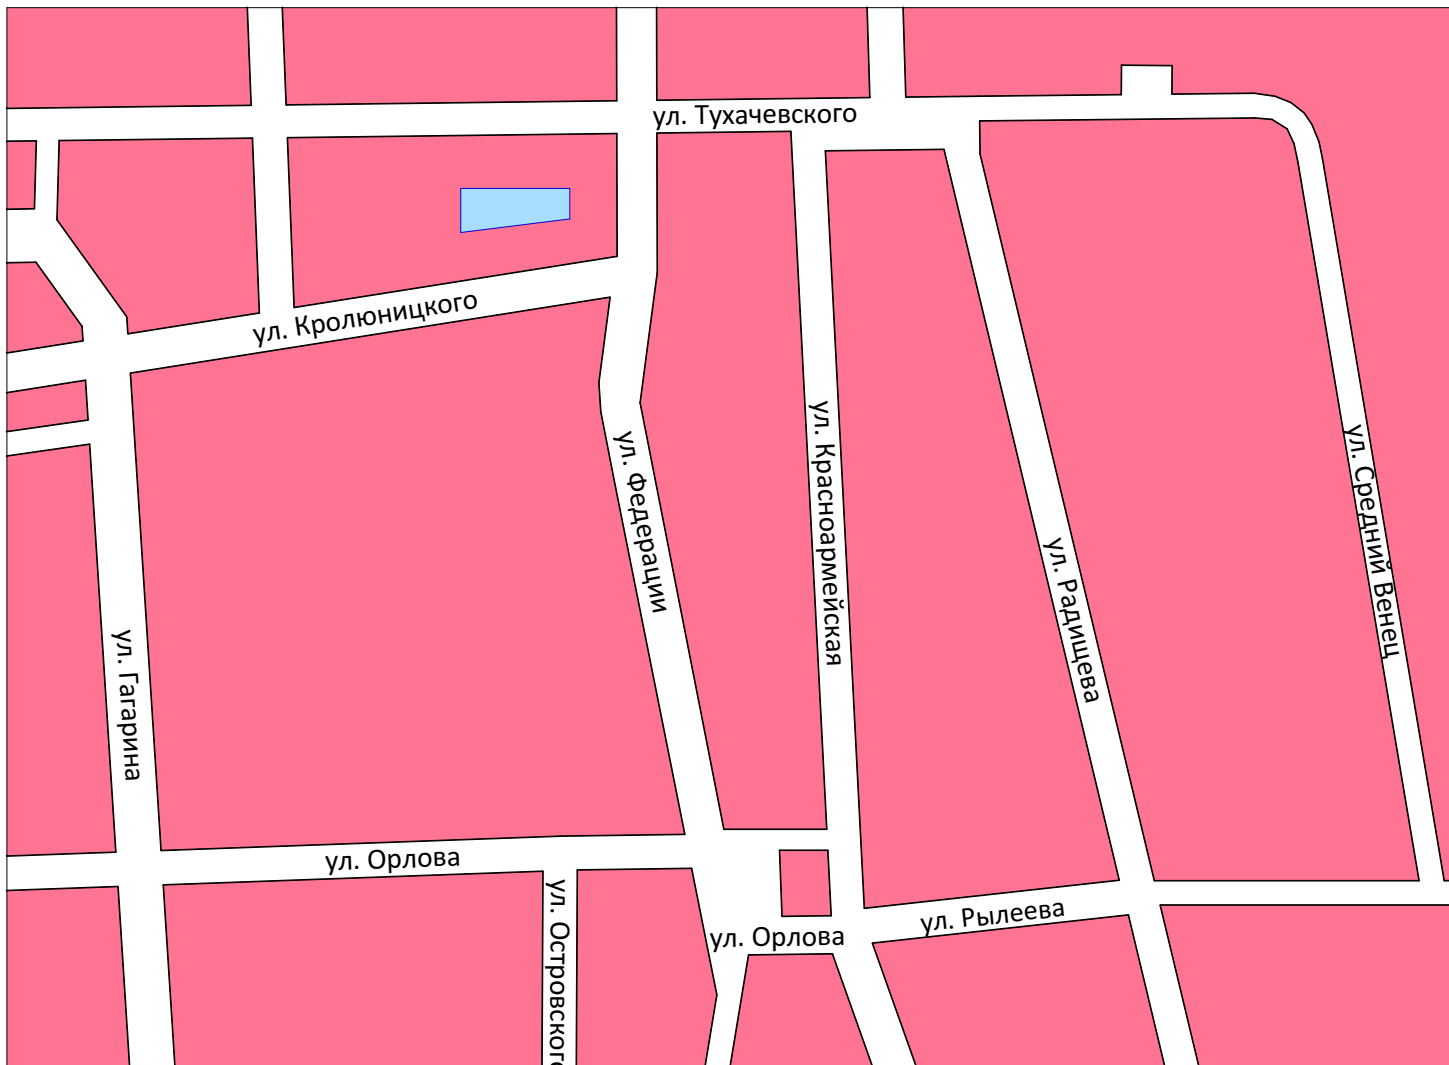 ул. Тухачевского
ул. Кролюницкого
ул. Федерации
ул. Красноармейская
ул. Средний Венец
ул. Радищева
ул. Гагарина
ул. Орлова
ул. Островского
ул. Рылеева
ул. Орлова